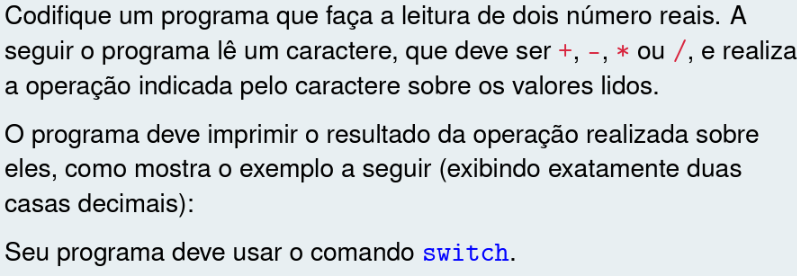 Codifique um programa que faça a leitura de dois número reais. A
seguir o programa lê um caractere, que deve ser +, -, * ou /, e realiza
a operação indicada pelo caractere sobre os valores lidos.
O programa deve imprimir o resultado da operação realizada sobre
eles, como mostra o exemplo a seguir (exibindo exatamente duas
casas decimais):
Seu programa deve usar o comando switch.